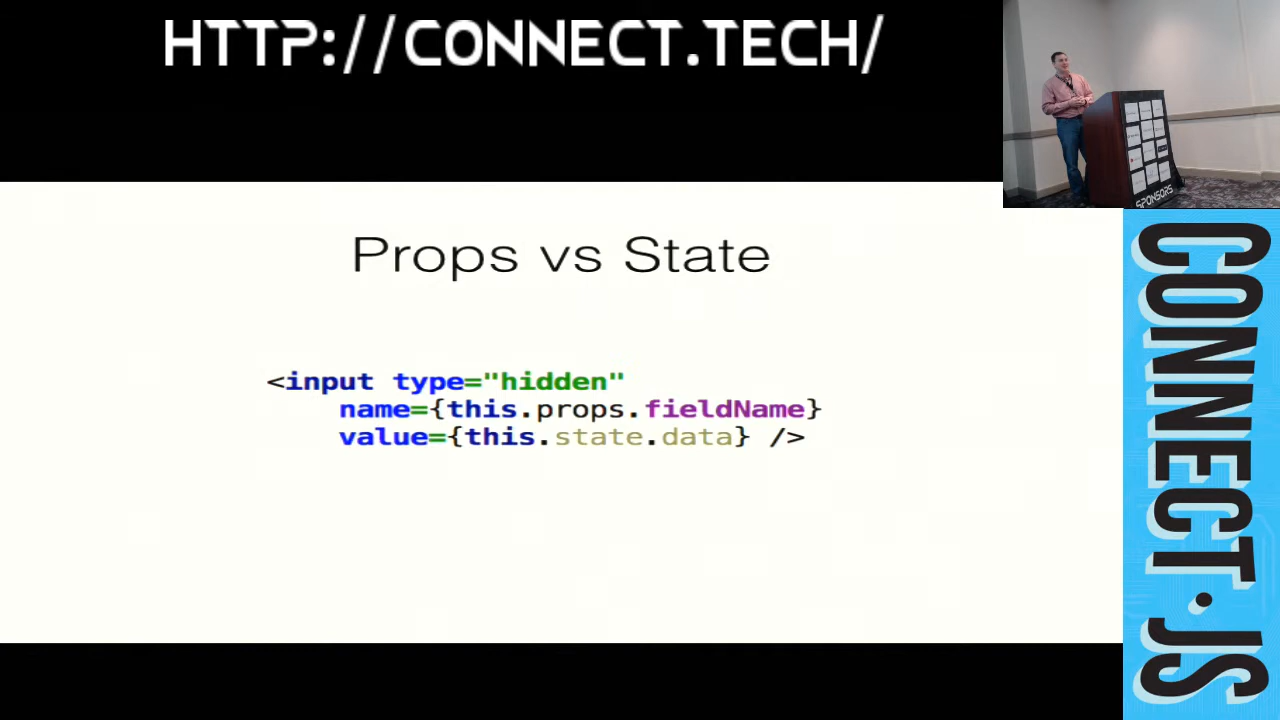 HTTP://CONNECT.TECH/
SPONSORS
Props vs State
<input type="hidden"
name={this.props.fieldName}
value={this.state.data} />
CONNECT.JS